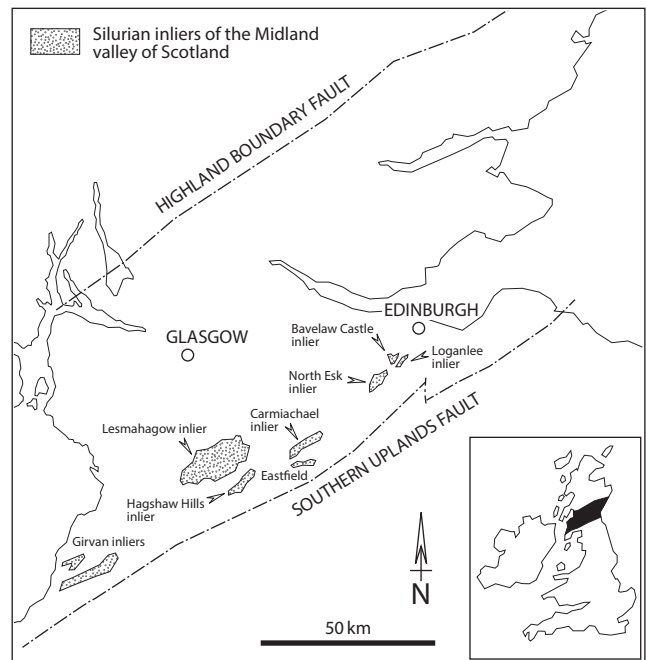 Silurian inliers of the Midland
valley of Scotland
HIGHLAND BOUNDARY FAULT
EDINBURGH
GLASGOW
Bavelaw Castle
inlier
Loganlee
inlier
North Esk
inlier
Carmiachael
inlier
Lesmahagow inlier
Eastfield
SOUTHERN UPLANDS FAULT
Hagshaw Hills
inlier
Girvan inliers
N
50 km